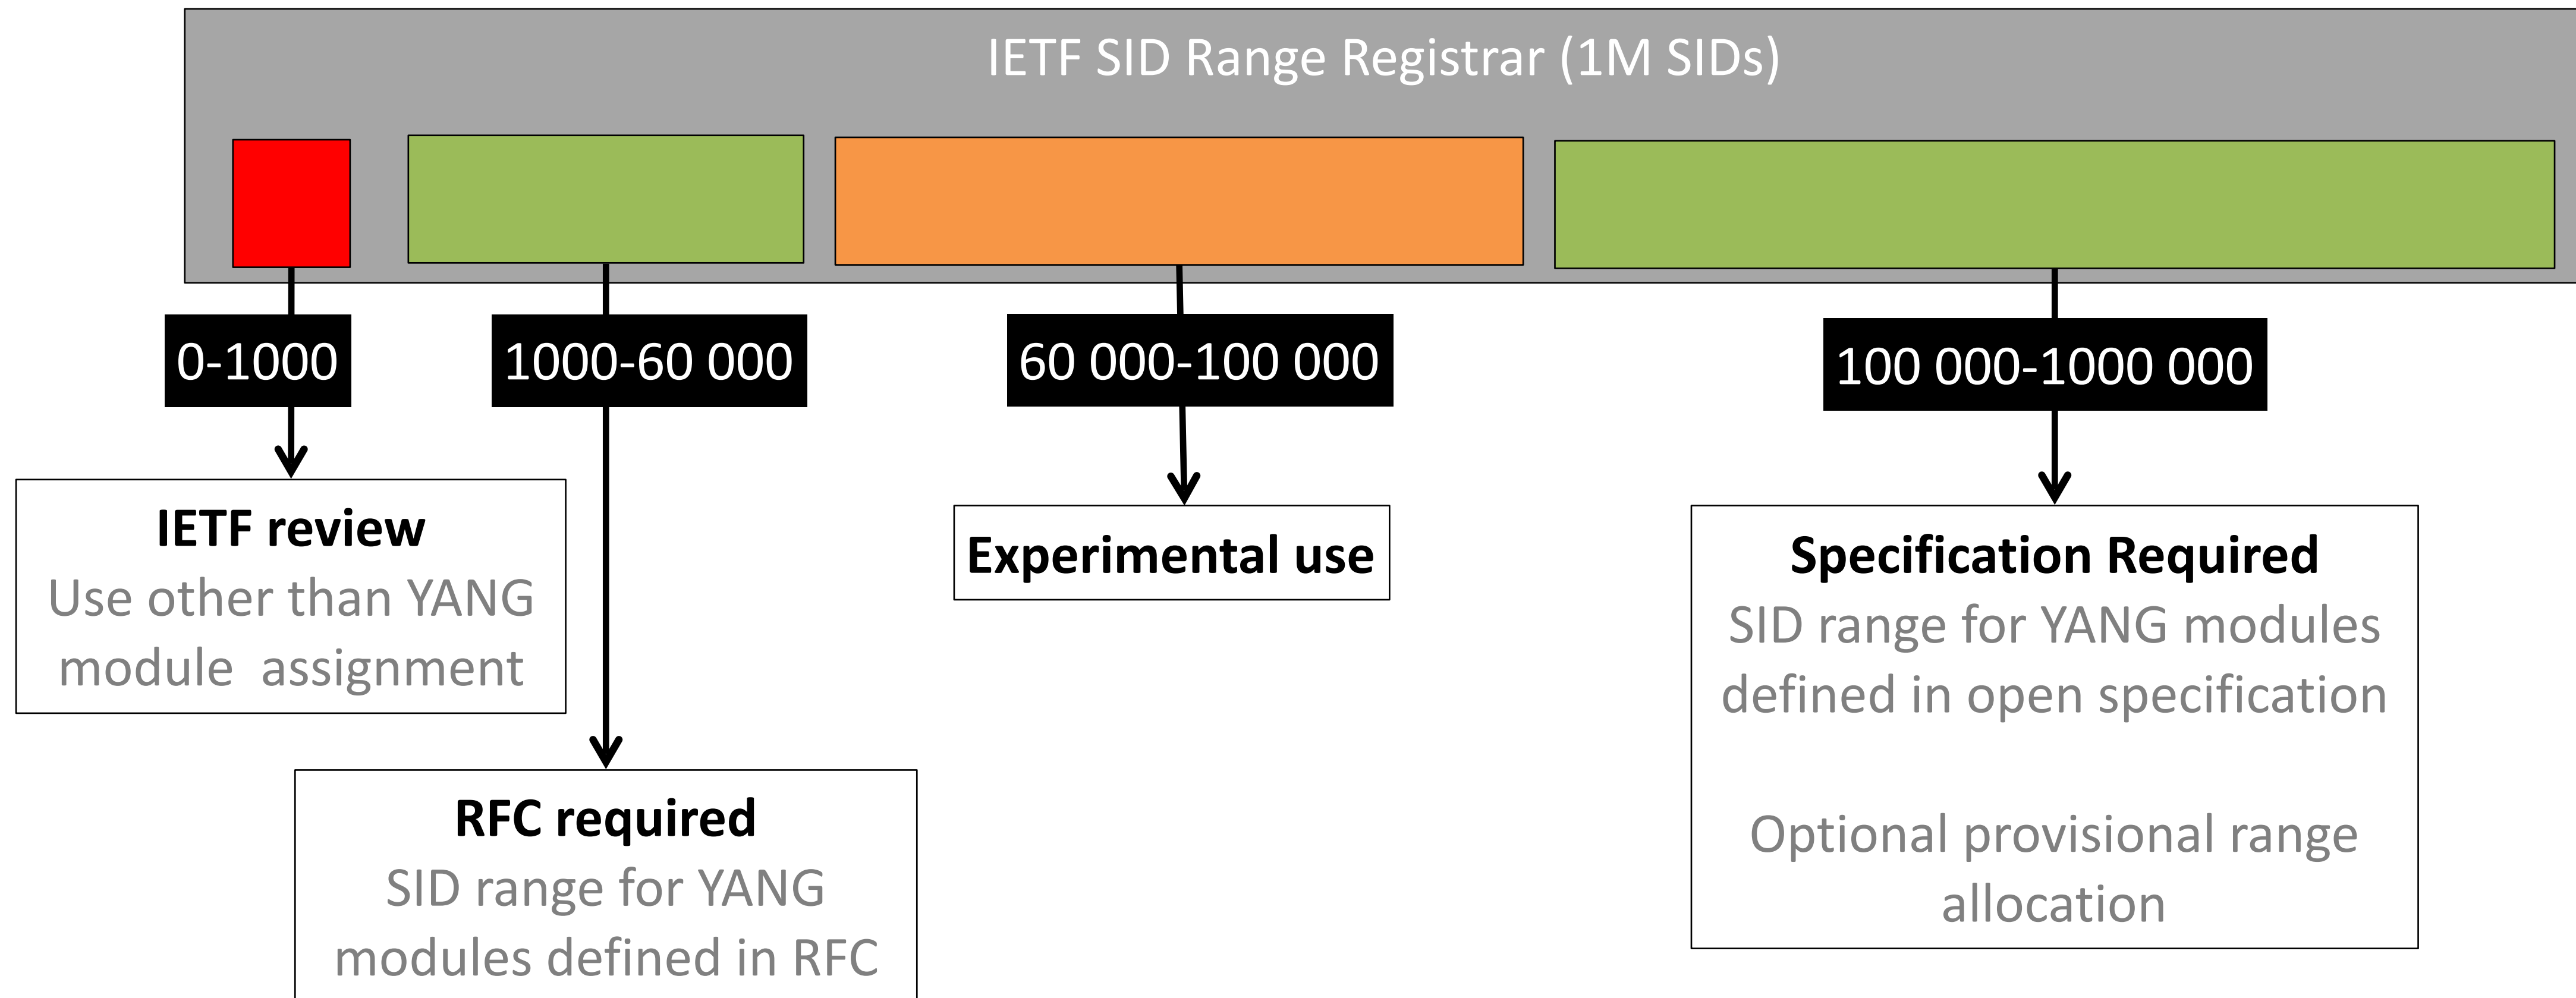 IETF SID Range Registrar (1M SIDs)
0-1000
1000-60 000
60 000-100 000
100 000-1000 000
IETF review
Use other than YANG
module  assignment
RFC required
SID range for YANG
modules defined in RFC
Experimental use
Specification Required
SID range for YANG modules
defined in open specification
Optional provisional range
allocation